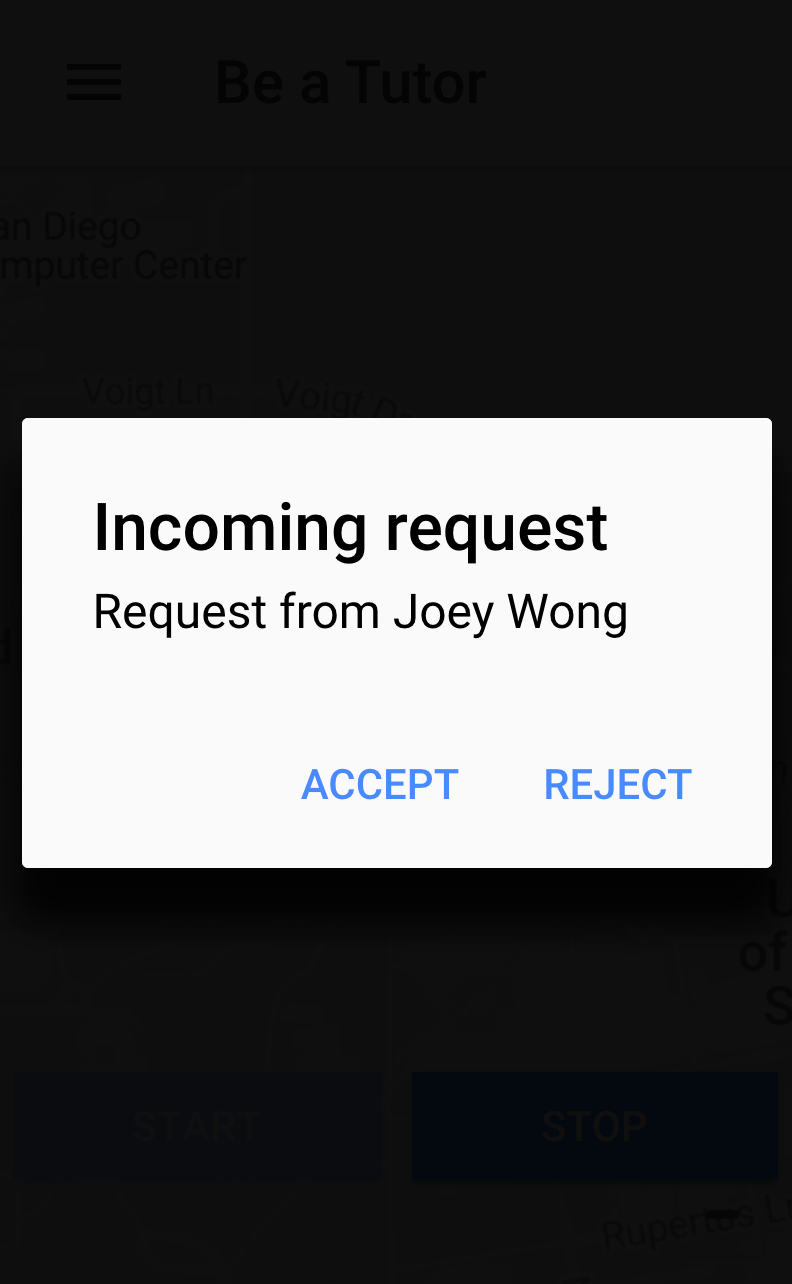 Be a Tutor
an Diego
mputer Center
Voigt Ln
Voigt Dr
Incoming request
Request from Joey Wong
d
ACCEPT
REJECT
U
of
S
START
STOP
Rupertus Ln